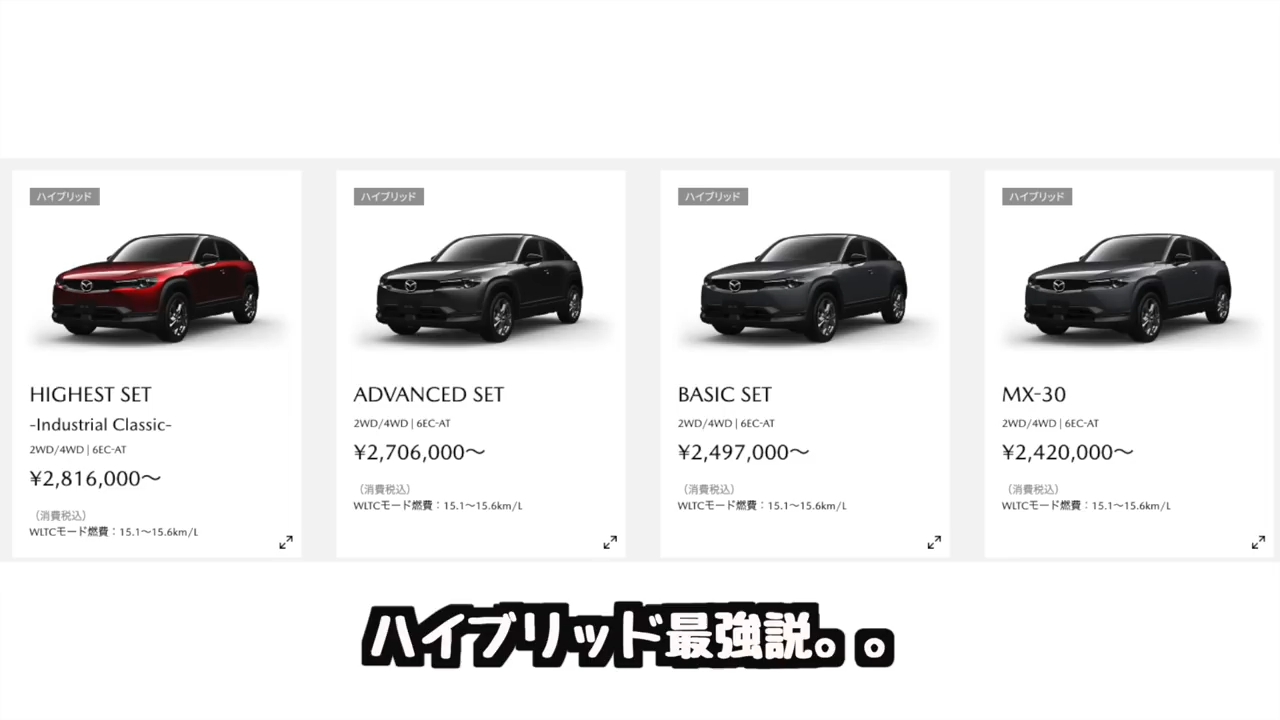 ハイブリッド
HIGHEST SET
-Industrial Classic-
2WD/4WD | 6EC-AT
¥2,816,000〜
（消費税込）
WLTCモード燃費：15.1〜15.6km/L
ハイブリッド
ADVANCED SET
2WD/4WD | 6EC-AT
¥2,706,000〜
（消費税込）
WLTCモード燃費：15.1〜15.6km/L
ハイブリッド
BASIC SET
2WD/4WD | 6EC-AT
¥2,497,000〜
（消費税込）
WLTCモード燃費：15.1〜15.6km/L
ハイブリッド
MX-30
2WD/4WD | 6EC-AT
¥2,420,000〜
（消費税込）
WLTCモード燃費：15.1〜15.6km/L
ハイブリッド最強説。。